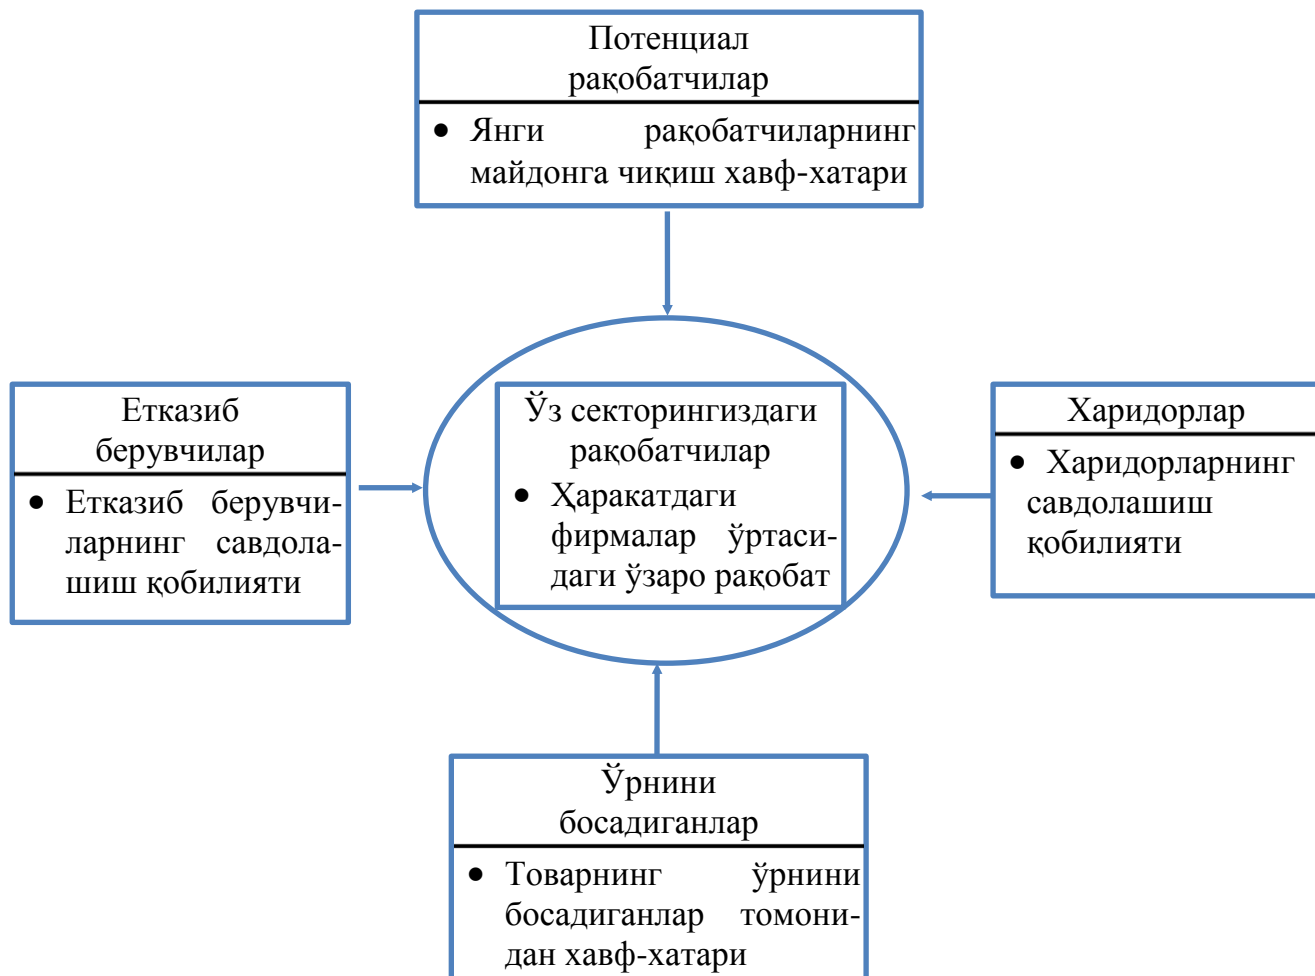 Потенциал
рақобатчилар
• Янги рақобатчиларнинг
майдонга чиқиш хавф-хатари
Етказиб
берувчилар
• Етказиб берувчи-
ларнинг савдола-
шиш қобилияти
Ўз секторингиздаги
рақобатчилар
• Ҳаракатдаги
фирмалар ўртаси-
даги ўзаро рақобат
Харидорлар
• Харидорларнинг
савдолашиш
қобилияти
Ўрнини
босадиганлар
• Товарнинг ўрнини
босадиганлар томони-
дан хавф-хатари